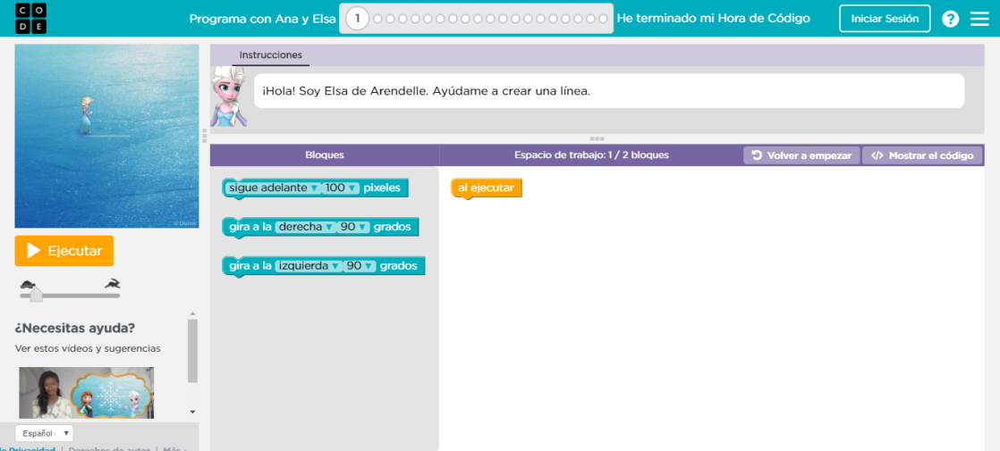 CODE
Programa con Ana y Elsa
1
He terminado mi Hora de Código
Iniciar Sesión
?
Instrucciones
¡Hola! Soy Elsa de Arendelle. Ayúdame a crear una línea.
© Disney
Bloques
Espacio de trabajo: 1 / 2 bloques
Volver a empezar
</> Mostrar el código
sigue adelante 100 pixeles
gira a la derecha 90 grados
gira a la izquierda 90 grados
al ejecutar
Ejecutar
¿Necesitas ayuda?
Ver estos vídeos y sugerencias
Español
Privacidad | Derechos de autor | Más